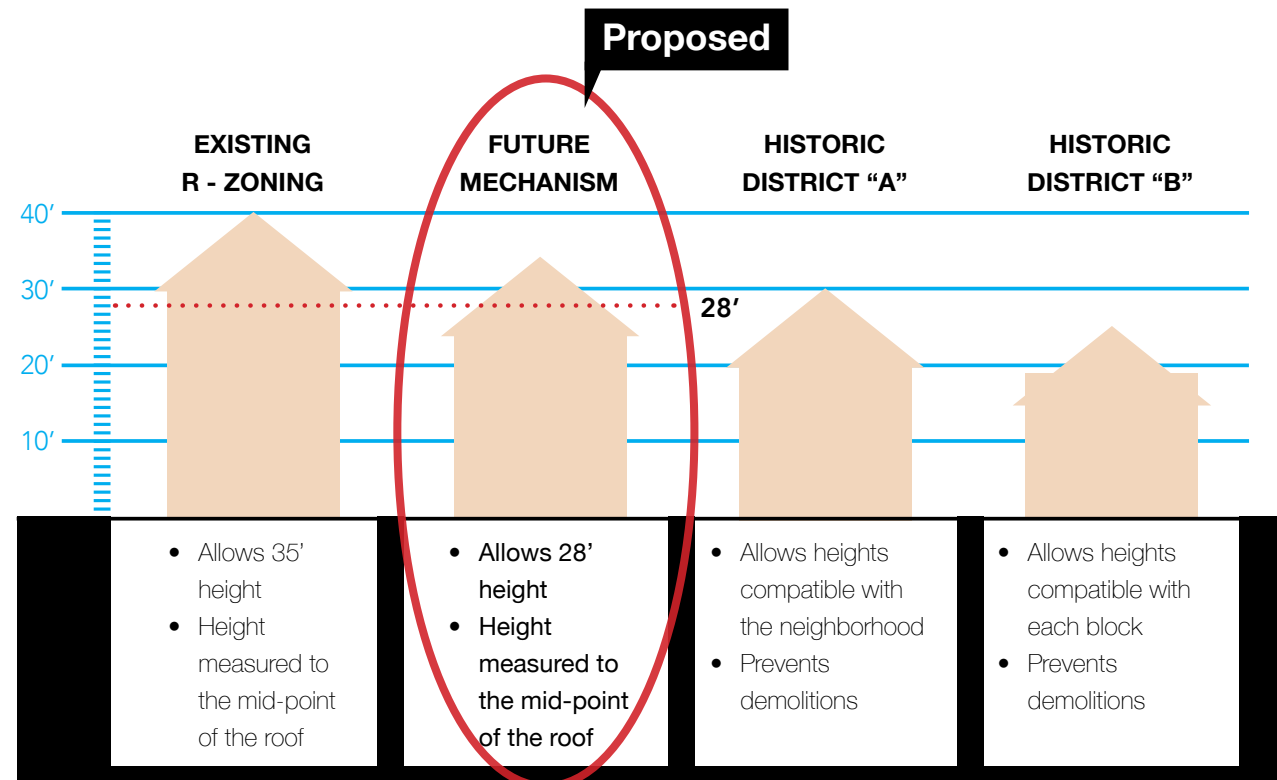 Proposed
EXISTING
R - ZONING
FUTURE
MECHANISM
HISTORIC
DISTRICT “A”
HISTORIC
DISTRICT “B”
40′
30′
28′
20′
10′
• Allows 35′
height
• Height
measured to
the mid-point
of the roof
• Allows 28′
height
• Height
measured to
the mid-point
of the roof
• Allows heights
compatible with
the neighborhood
• Prevents
demolitions
• Allows heights
compatible with
each block
• Prevents
demolitions